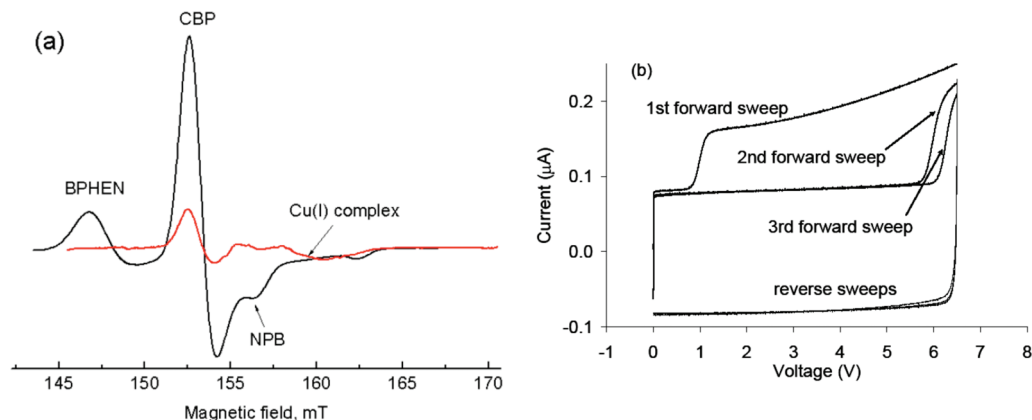 (a)
CBP
BPHEN
Cu(I) complex
NPB
145 150 155 160 165 170
Magnetic field, mT
(b)
1st forward sweep
2nd forward sweep
3rd forward sweep
reverse sweeps
Current (μA)
0.2
0.1
0.0
-0.1
-1 0 1 2 3 4 5 6 7 8
Voltage (V)